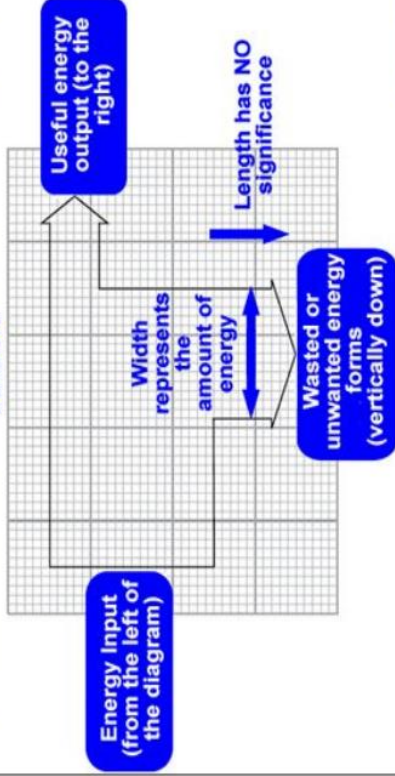 Energy Input
(from the left of
the diagram)
Useful energy
output (to the
right)
Width
represents
the
amount of
energy
Length has NO
significance
Wasted or
unwanted energy
forms
(vertically down)